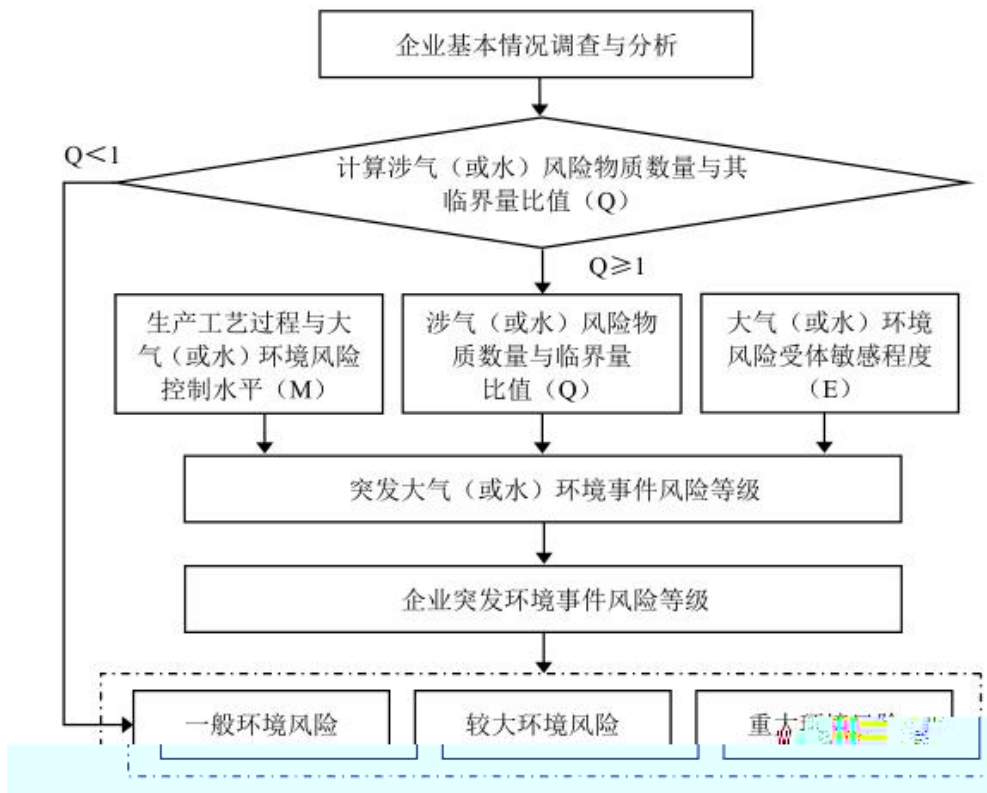 企业基本情况调查与分析
Q＜1
计算涉气（或水）风险物质数量与其
临界量比值（Q）
Q≥1
生产工艺过程与大
气（或水）环境风险
控制水平（M）
涉气（或水）风险物
质数量与临界量
比值（Q）
大气（或水）环境
风险受体敏感程度
（E）
突发大气（或水）环境事件风险等级
企业突发环境事件风险等级
一般环境风险
较大环境风险
重大环